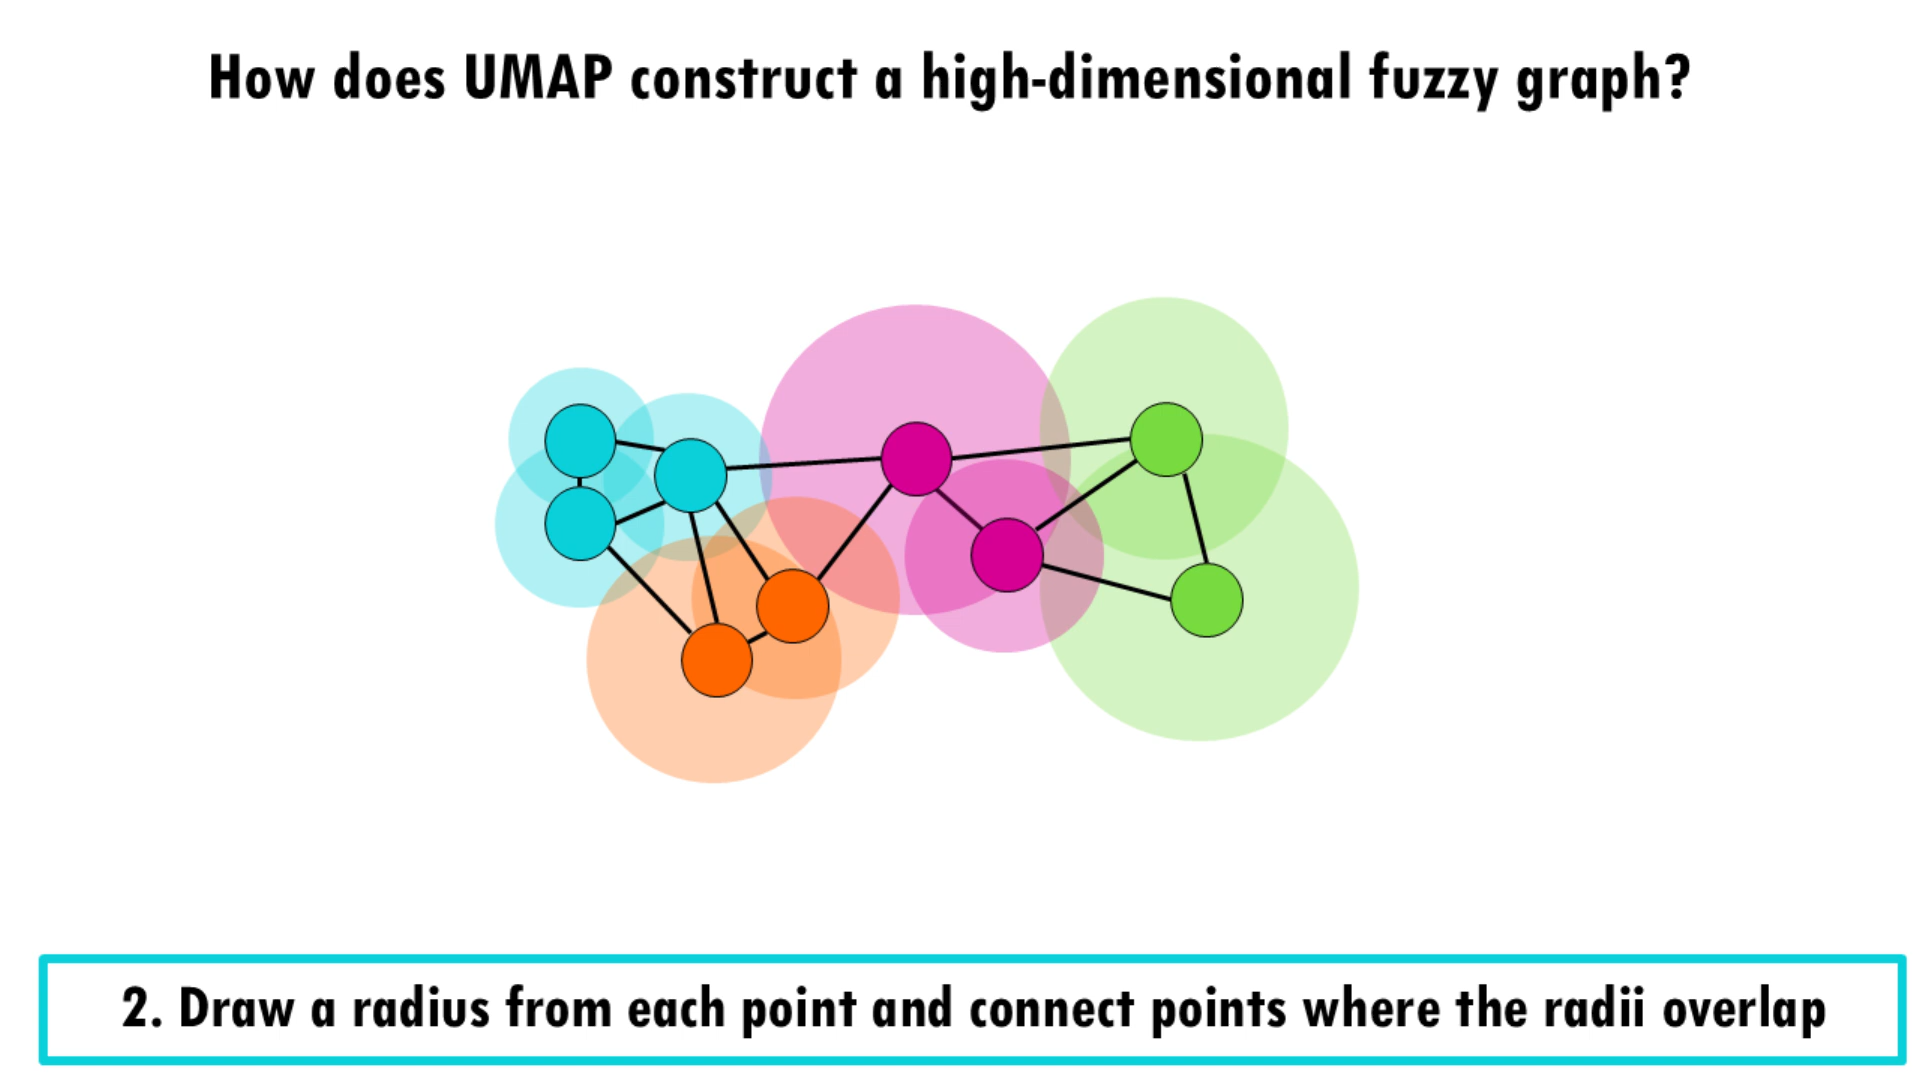 How does UMAP construct a high-dimensional fuzzy graph?
2. Draw a radius from each point and connect points where the radii overlap